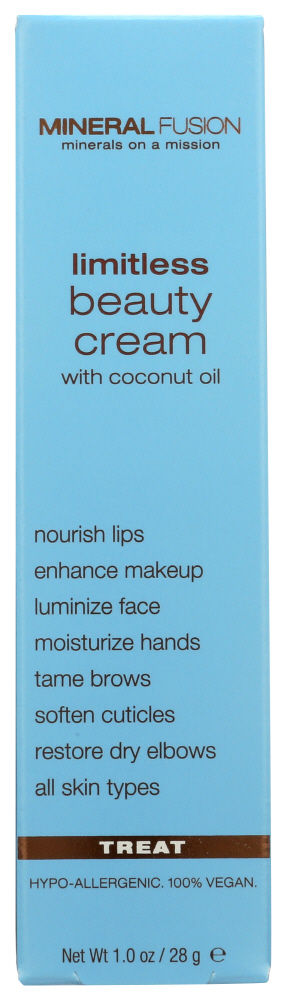 MINERAL FUSION
minerals on a mission
limitless
beauty
cream
with coconut oil
nourish lips
enhance makeup
luminize face
moisturize hands
tame brows
soften cuticles
restore dry elbows
all skin types
TREAT
HYPO-ALLERGENIC. 100% VEGAN.
Net Wt 1.0 oz / 28 g ℮